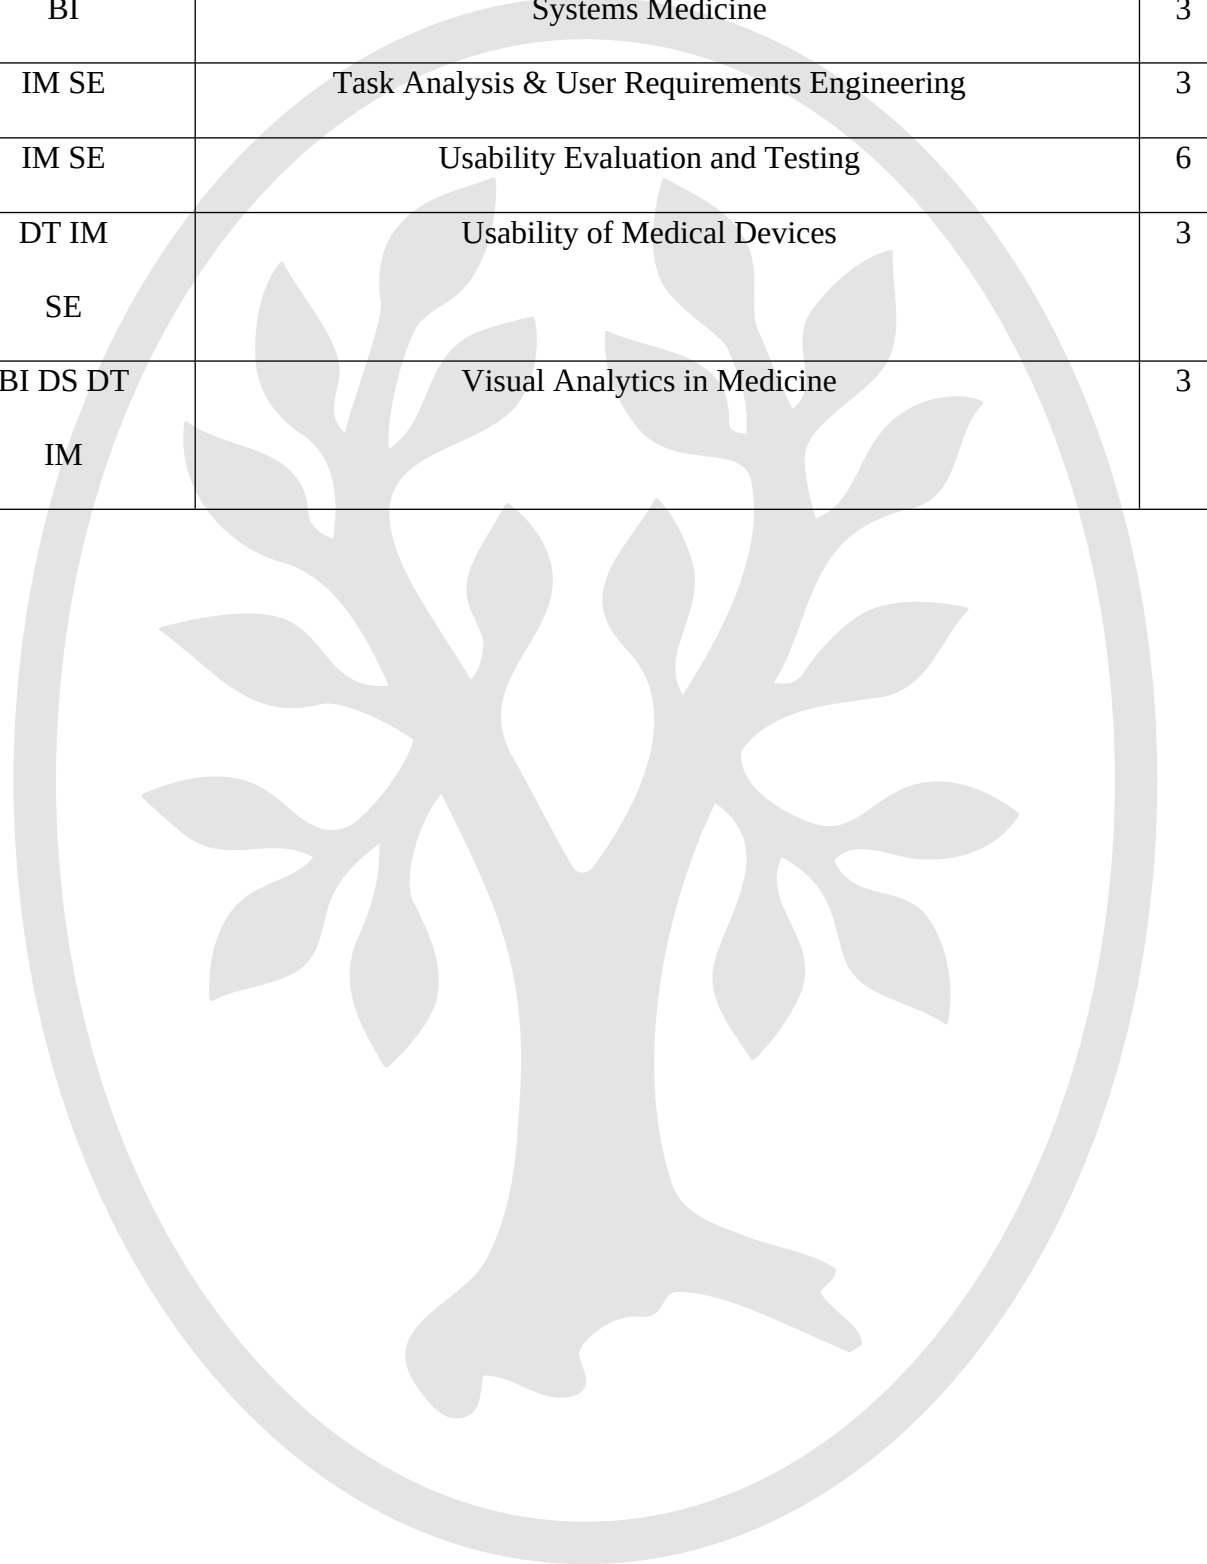 BI Systems Medicine 3
IM SE Task Analysis & User Requirements Engineering 3
IM SE Usability Evaluation and Testing 6
DT IM Usability of Medical Devices 3
SE
BI DS DT Visual Analytics in Medicine 3
IM